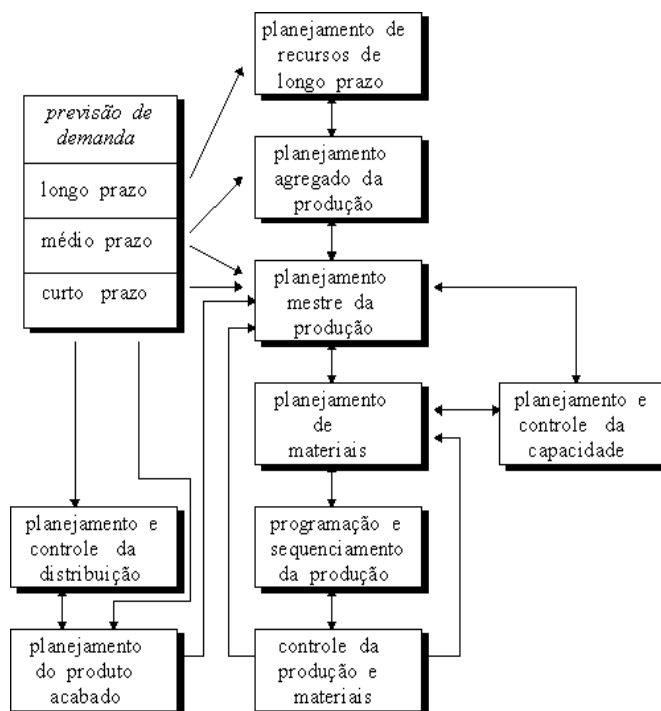 planejamento de
recursos de
longo prazo
previsão de
demanda
longo prazo
médio prazo
curto prazo
planejamento
agregado da
produção
planejamento
mestre da
produção
planejamento
de
materiais
planejamento e
controle da
capacidade
planejamento e
controle da
distribuição
programação e
sequenciamento
da produção
planejamento
do produto
acabado
controle da
produção e
materiais